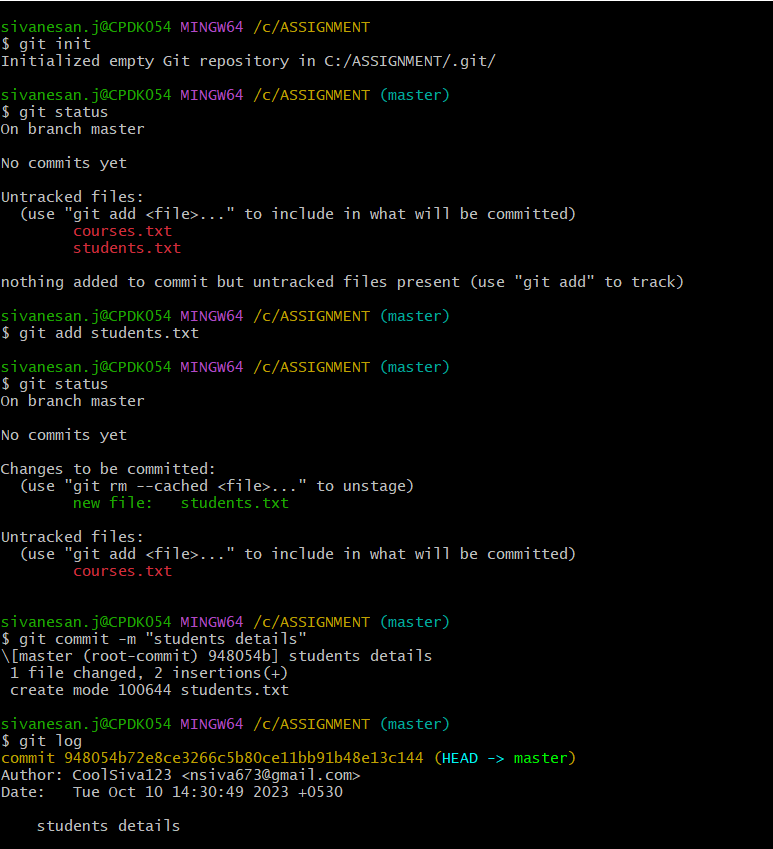 sivanesan.j@CPDK054 MINGW64 /c/ASSIGNMENT
$ git init
Initialized empty Git repository in C:/ASSIGNMENT/.git/
sivanesan.j@CPDK054 MINGW64 /c/ASSIGNMENT (master)
$ git status
On branch master
No commits yet
Untracked files:
  (use "git add <file>..." to include in what will be committed)
        courses.txt
        students.txt
nothing added to commit but untracked files present (use "git add" to track)
sivanesan.j@CPDK054 MINGW64 /c/ASSIGNMENT (master)
$ git add students.txt
sivanesan.j@CPDK054 MINGW64 /c/ASSIGNMENT (master)
$ git status
On branch master
No commits yet
Changes to be committed:
  (use "git rm --cached <file>..." to unstage)
        new file:   students.txt
Untracked files:
  (use "git add <file>..." to include in what will be committed)
        courses.txt
sivanesan.j@CPDK054 MINGW64 /c/ASSIGNMENT (master)
$ git commit -m "students details"
\[master (root-commit) 948054b] students details
 1 file changed, 2 insertions(+)
 create mode 100644 students.txt
sivanesan.j@CPDK054 MINGW64 /c/ASSIGNMENT (master)
$ git log
commit 948054b72e8ce3266c5b80ce11bb91b48e13c144 (HEAD -> master)
Author: CoolSiva123 <nsiva673@gmail.com>
Date:   Tue Oct 10 14:30:49 2023 +0530
    students details